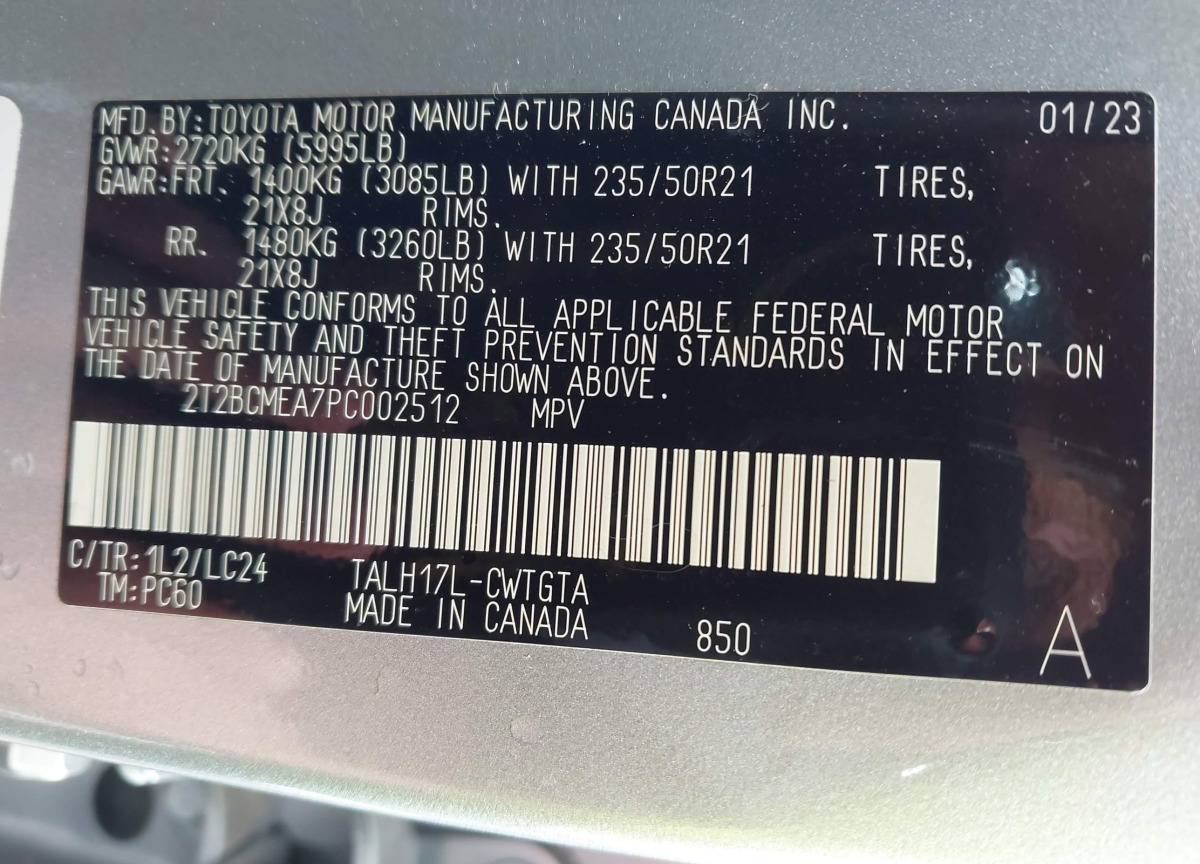 MFD. BY: TOYOTA MOTOR MANUFACTURING CANADA INC. 01/23
GVWR: 2720KG (5995LB)
GAWR: FRT. 1400KG (3085LB) WITH 235/50R21 TIRES,
21X8J RIMS.
RR. 1480KG (3260LB) WITH 235/50R21 TIRES,
21X8J RIMS.
THIS VEHICLE CONFORMS TO ALL APPLICABLE FEDERAL MOTOR
VEHICLE SAFETY AND THEFT PREVENTION STANDARDS IN EFFECT ON
THE DATE OF MANUFACTURE SHOWN ABOVE.
2T2BCMEA7PC002512 MPV
C/TR: 1L2/LC24 TALH17L-CWTGTA
TM: PC60 MADE IN CANADA 850 A